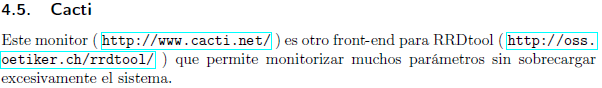 4.5. Cacti
Este monitor ( http://www.cacti.net/ ) es otro front-end para RRDtool ( http://oss.
oetiker.ch/rrdtool/ ) que permite monitorizar muchos parámetros sin sobrecargar
excesivamente el sistema.